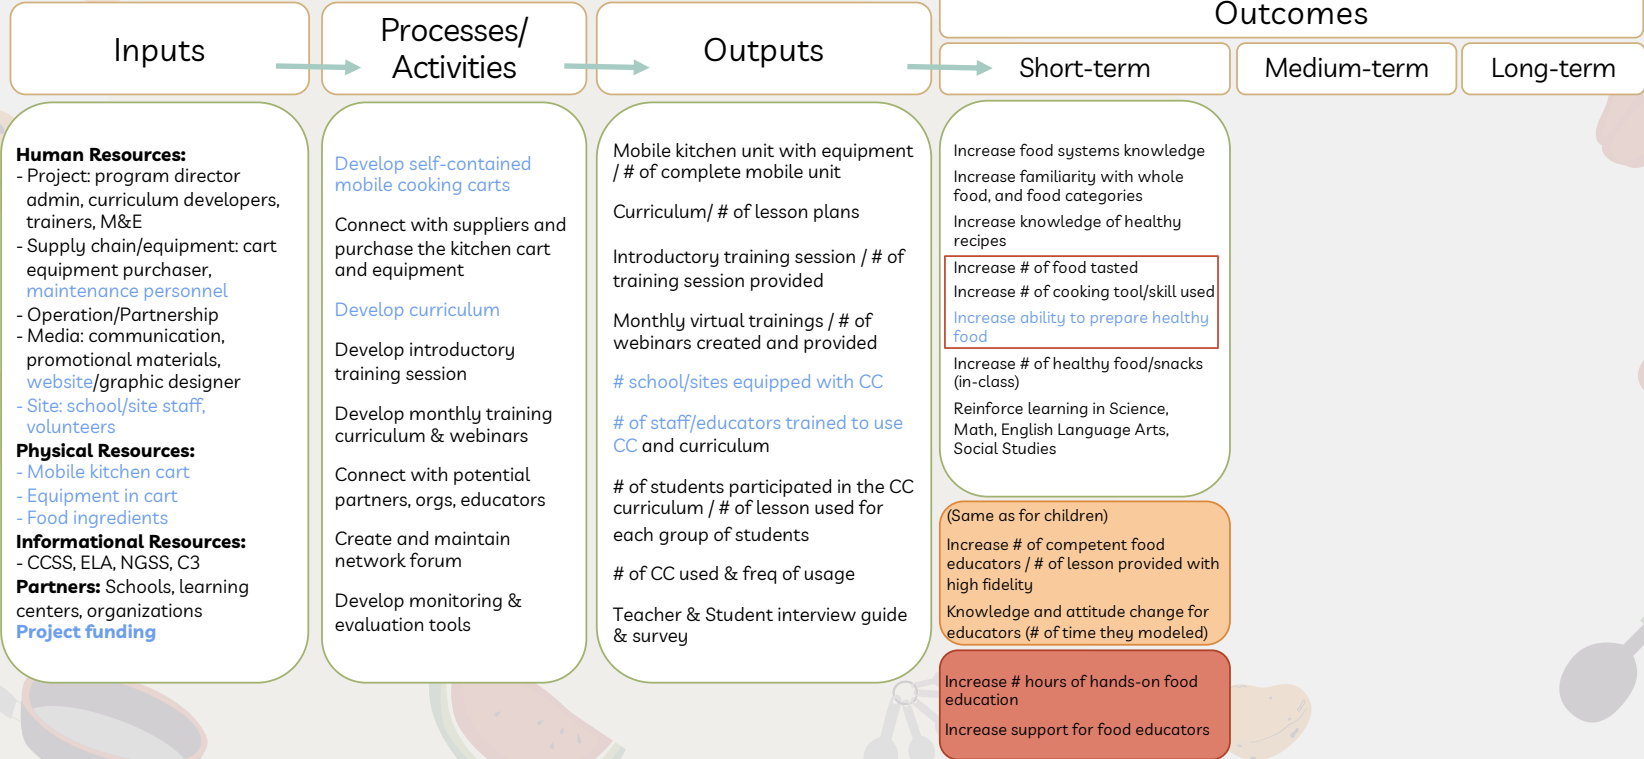 Inputs
Processes/
Activities
Outputs
Outcomes
Short-term
Medium-term
Long-term
Human Resources:
- Project: program director
admin, curriculum developers,
trainers, M&E
- Supply chain/equipment: cart
equipment purchaser,
maintenance personnel
- Operation/Partnership
- Media: communication,
promotional materials,
website/graphic designer
- Site: school/site staff,
volunteers
Physical Resources:
- Mobile kitchen cart
- Equipment in cart
- Food ingredients
Informational Resources:
- CCSS, ELA, NGSS, C3
Partners: Schools, learning
centers, organizations
Project funding
Develop self-contained
mobile cooking carts
Connect with suppliers and
purchase the kitchen cart
and equipment
Develop curriculum
Develop introductory
training session
Develop monthly training
curriculum & webinars
Connect with potential
partners, orgs, educators
Create and maintain
network forum
Develop monitoring &
evaluation tools
Mobile kitchen unit with equipment
/ # of complete mobile unit
Curriculum/ # of lesson plans
Introductory training session / # of
training session provided
Monthly virtual trainings / # of
webinars created and provided
# school/sites equipped with CC
# of staff/educators trained to use
CC and curriculum
# of students participated in the CC
curriculum / # of lesson used for
each group of students
# of CC used & freq of usage
Teacher & Student interview guide
& survey
Increase food systems knowledge
Increase familiarity with whole
food, and food categories
Increase knowledge of healthy
recipes
Increase # of food tasted
Increase # of cooking tool/skill used
Increase ability to prepare healthy
food
Increase # of healthy food/snacks
(in-class)
Reinforce learning in Science,
Math, English Language Arts,
Social Studies
(Same as for children)
Increase # of competent food
educators / # of lesson provided with
high fidelity
Knowledge and attitude change for
educators (# of time they modeled)
Increase # hours of hands-on food
education
Increase support for food educators